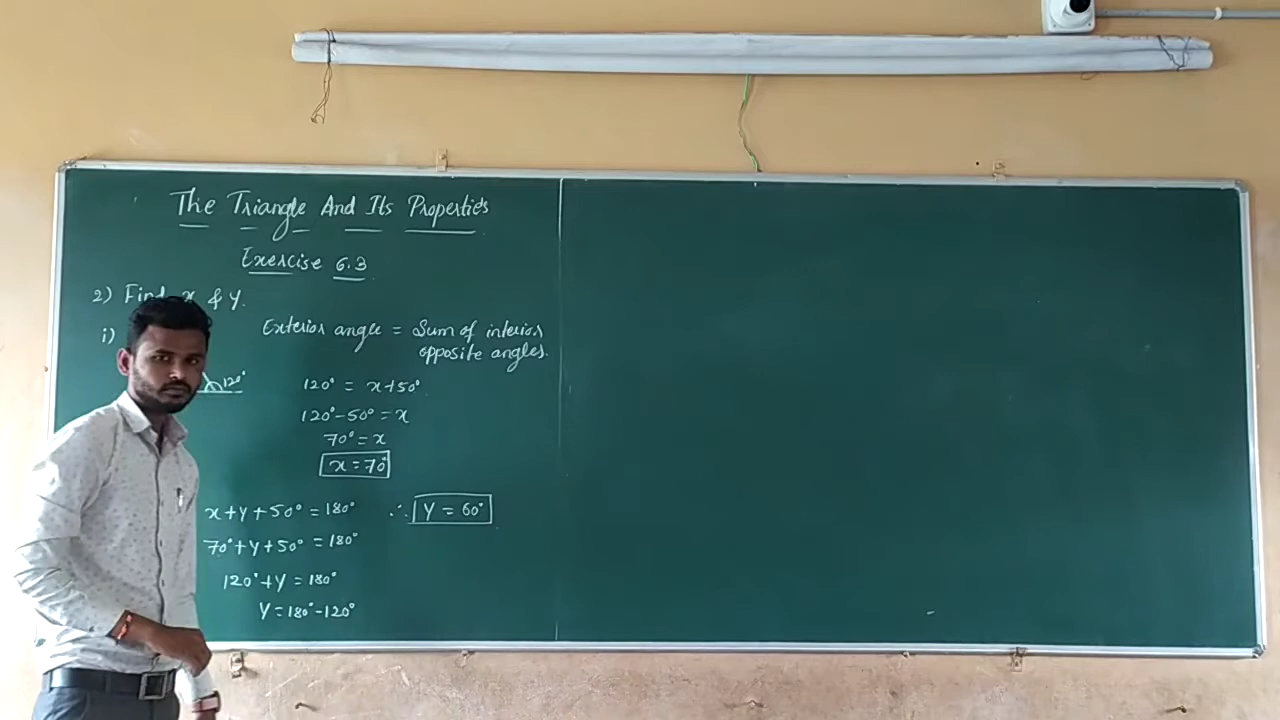 The Triangle And Its Properties
Exercise 6.3
2) Find x & y.
i)
Exterior angle = Sum of interior
opposite angles.
120°
120° = x+50°
120°-50° = x
70° = x
x = 70°
x+y+50° = 180°
∴ y = 60°
70°+y+50° = 180°
120°+y = 180°
y = 180°-120°